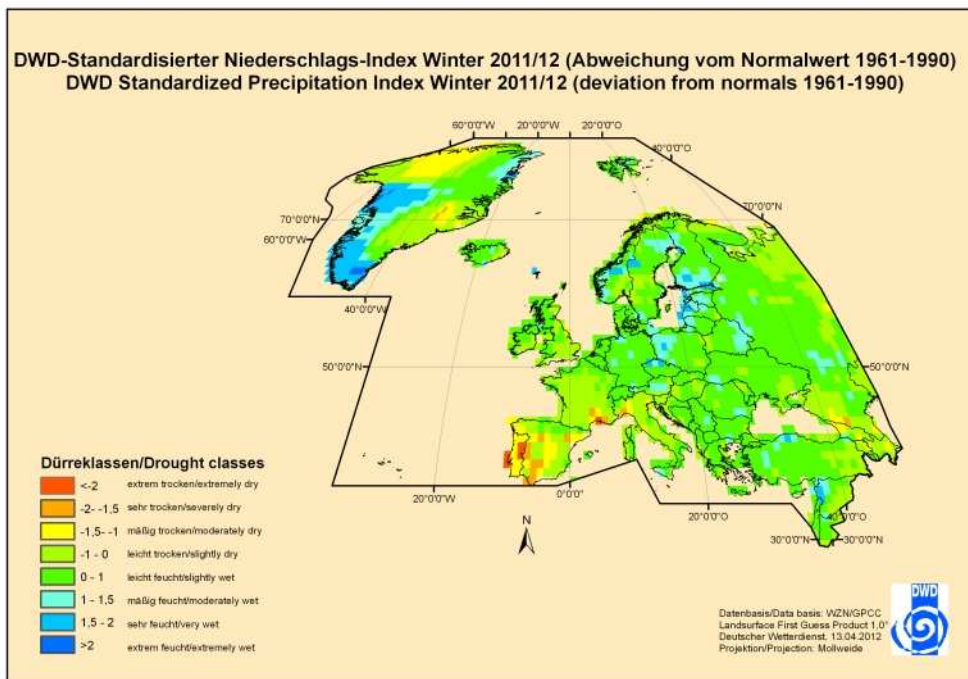 DWD-Standardisierter Niederschlags-Index Winter 2011/12 (Abweichung vom Normalwert 1961-1990)
DWD Standardized Precipitation Index Winter 2011/12 (deviation from normals 1961-1990)
60°0'0"W 20°0'0"W 20°0'0"O
40°0'0"O
70°0'0"N
70°0'0"N
60°0'0"W
40°0'0"W
50°0'0"N
50°0'0"N
20°0'0"W
0°0'0"
20°0'0"O
40°0'0"O
30°0'0"N
30°0'0"N
N
Dürreklassen/Drought classes
<-2 extrem trocken/extremely dry
-2- -1,5 sehr trocken/severely dry
-1,5- -1 mäßig trocken/moderately dry
-1 - 0 leicht trocken/slightly dry
0 - 1 leicht feucht/slightly wet
1 - 1,5 mäßig feucht/moderately wet
1,5 - 2 sehr feucht/very wet
>2 extrem feucht/extremely wet
Datenbasis/Data basis: WZN/GPCC
Landsurface First Guess Product 1,0°
Deutscher Wetterdienst, 13.04.2012
Projektion/Projection: Mollweide
DWD